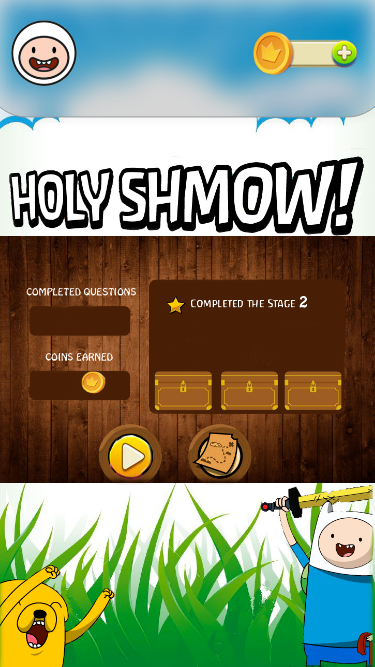 HOLY SHMOW!
COMPLETED QUESTIONS
COMPLETED THE STAGE 2
COINS EARNED